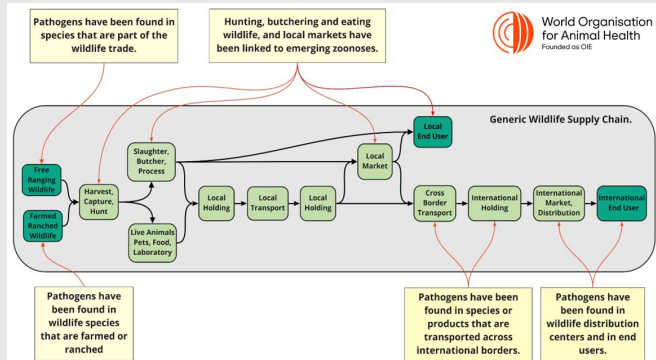 Pathogens have been found in
species that are part of the
wildlife trade.
Hunting, butchering and eating
wildlife, and local markets have
been linked to emerging zoonoses.
World Organisation
for Animal Health
Founded as OIE
Generic Wildlife Supply Chain.
Free
Ranging
Wildlife
Farmed
Ranched
Wildlife
Harvest,
Capture,
Hunt
Slaughter,
Butcher,
Process
Live Animals
Pets, Food,
Laboratory
Local
Holding
Local
Transport
Local
Holding
Local
Market
Local
End User
Cross
Border
Transport
International
Holding
International
Market,
Distribution
International
End User
Pathogens have
been found in
wildlife species
that are farmed or
ranched
Pathogens have been
found in species or
products that are
transported across
international borders.
Pathogens have
been found in
wildlife distribution
centers and in end
users.